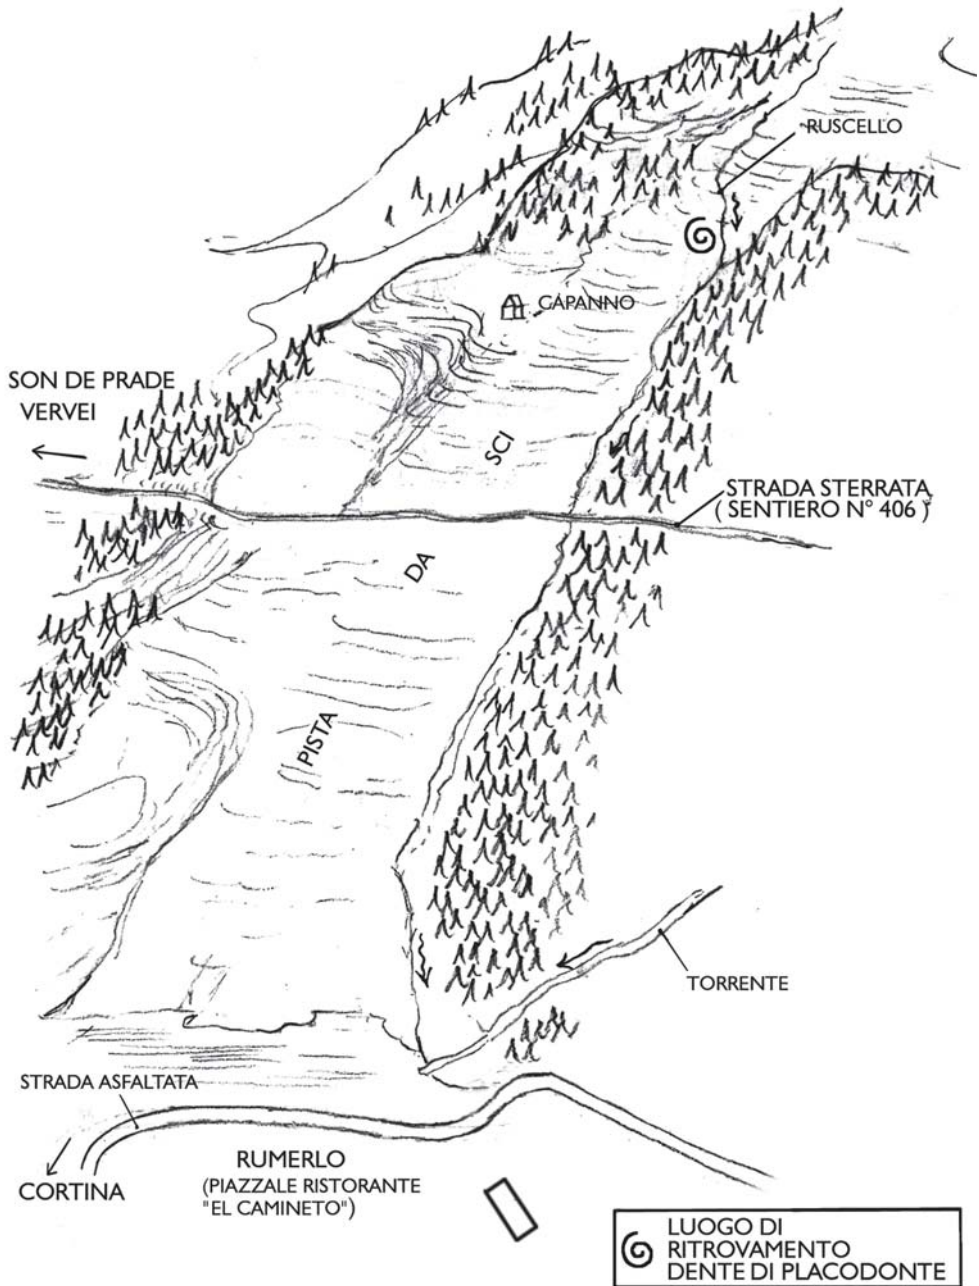 RUSCELLO
CAPANNO
SON DE PRADE
VERVEI
SCI
STRADA STERRATA
( SENTIERO N° 406 )
DA
PISTA
TORRENTE
STRADA ASFALTATA
CORTINA
RUMERLO
(PIAZZALE RISTORANTE
"EL CAMINETO")
LUOGO DI
RITROVAMENTO
DENTE DI PLACODONTE